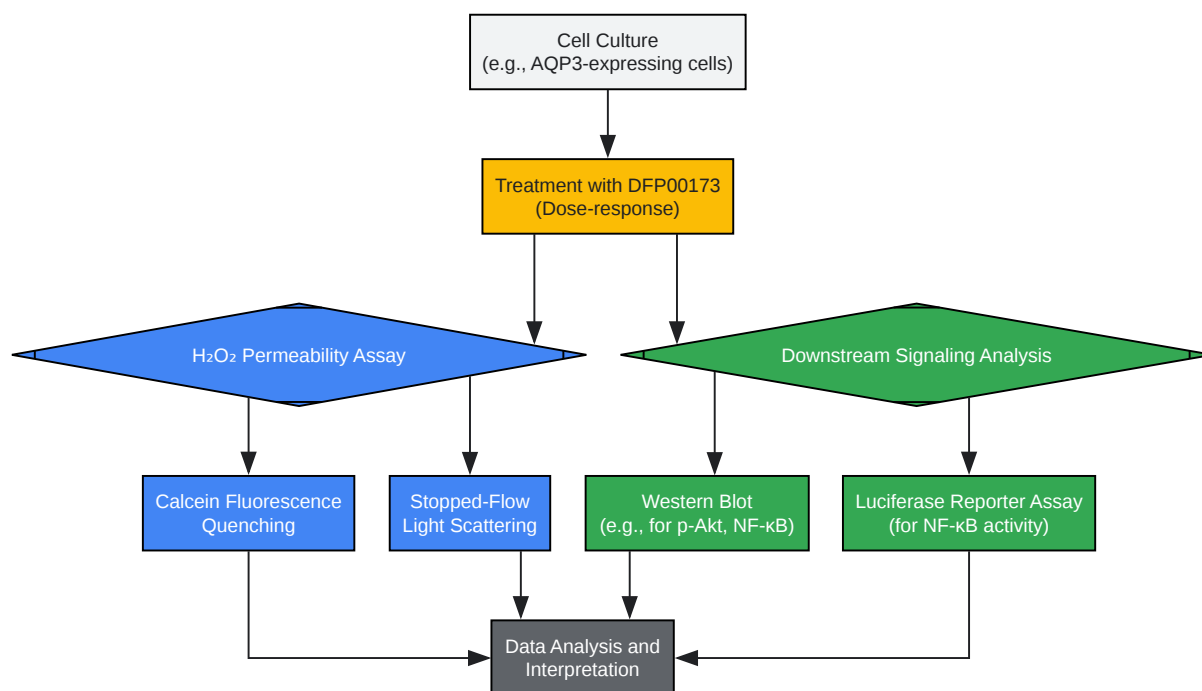 Cell Culture
(e.g., AQP3-expressing cells)
Treatment with DFP00173
(Dose-response)
H₂O₂ Permeability Assay
Downstream Signaling Analysis
Calcein Fluorescence
Quenching
Stopped-Flow
Light Scattering
Western Blot
(e.g., for p-Akt, NF-κB)
Luciferase Reporter Assay
(for NF-κB activity)
Data Analysis and
Interpretation